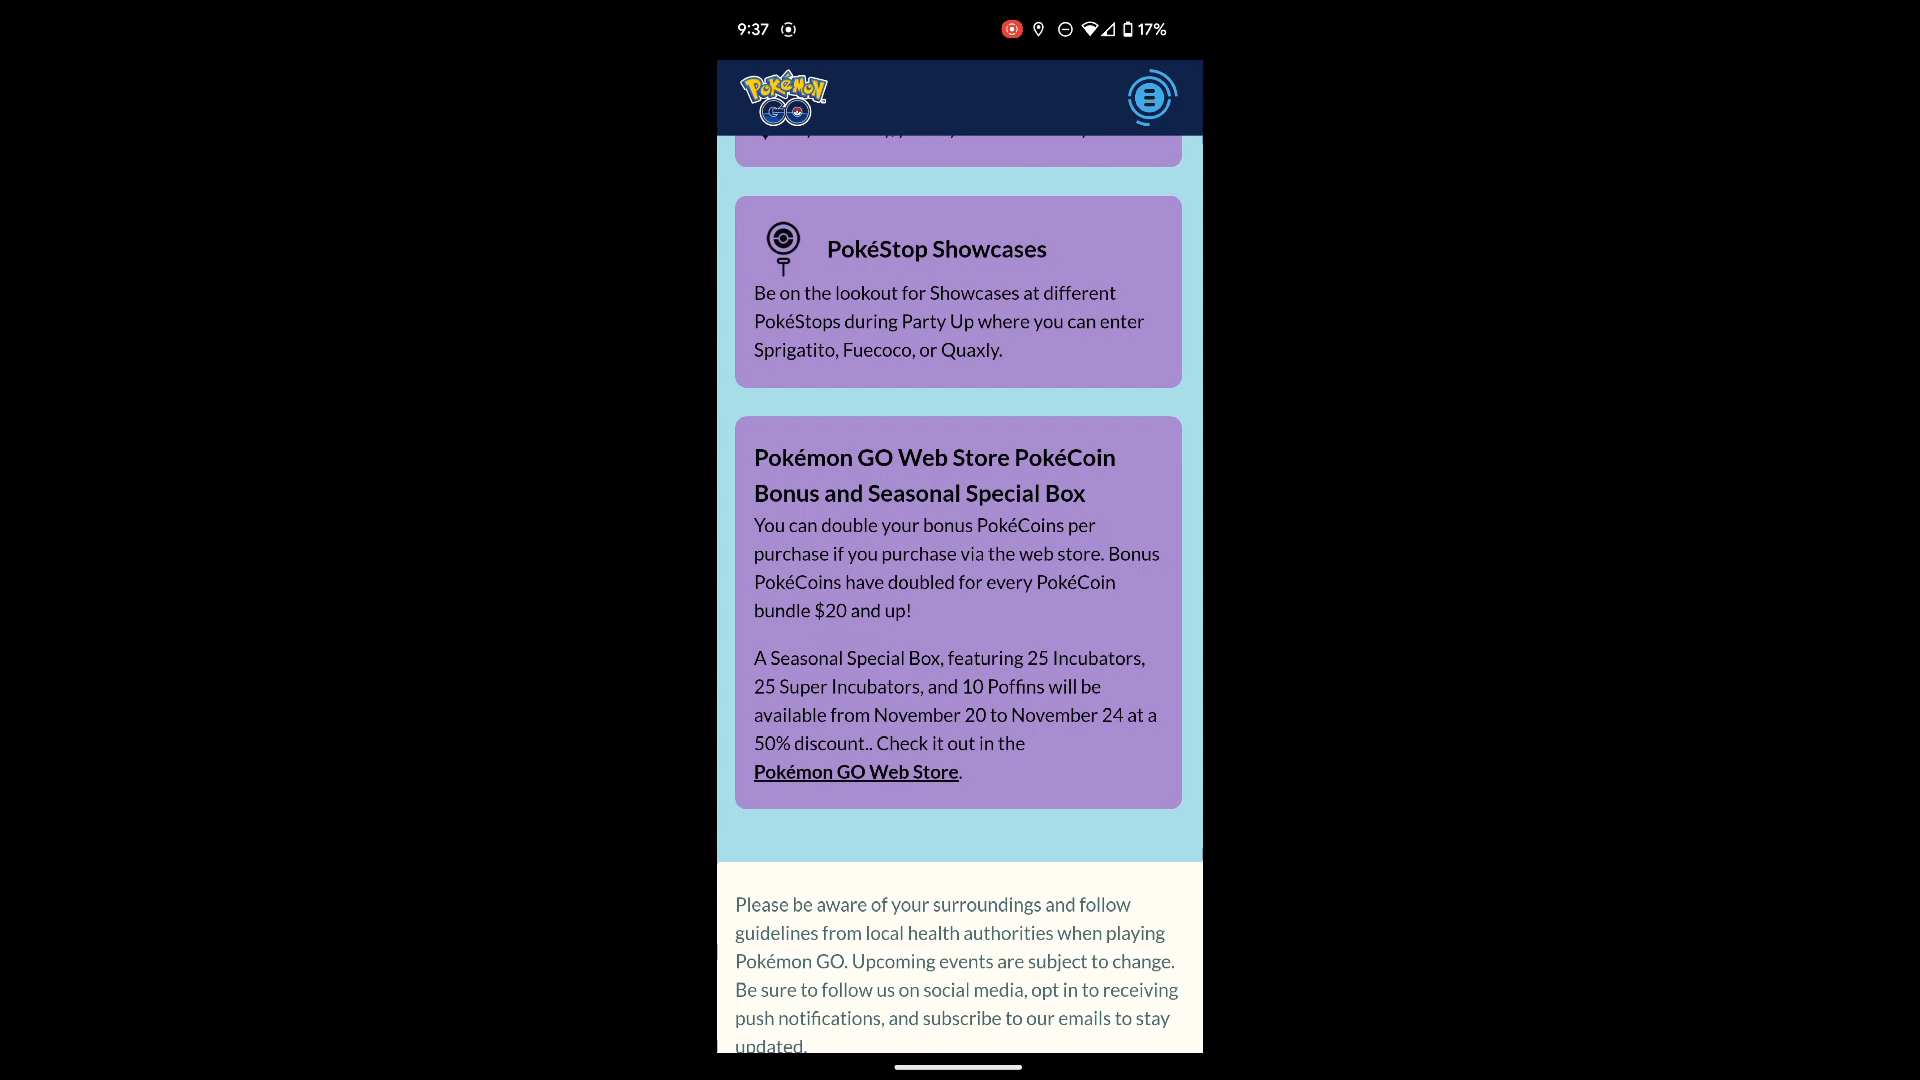 9:37
17%
Pokémon
GO
PokéStop Showcases
Be on the lookout for Showcases at different
PokéStops during Party Up where you can enter
Sprigatito, Fuecoco, or Quaxly.
Pokémon GO Web Store PokéCoin
Bonus and Seasonal Special Box
You can double your bonus PokéCoins per
purchase if you purchase via the web store. Bonus
PokéCoins have doubled for every PokéCoin
bundle $20 and up!
A Seasonal Special Box, featuring 25 Incubators,
25 Super Incubators, and 10 Poffins will be
available from November 20 to November 24 at a
50% discount.. Check it out in the
Pokémon GO Web Store.
Please be aware of your surroundings and follow
guidelines from local health authorities when playing
Pokémon GO. Upcoming events are subject to change.
Be sure to follow us on social media, opt in to receiving
push notifications, and subscribe to our emails to stay
updated.